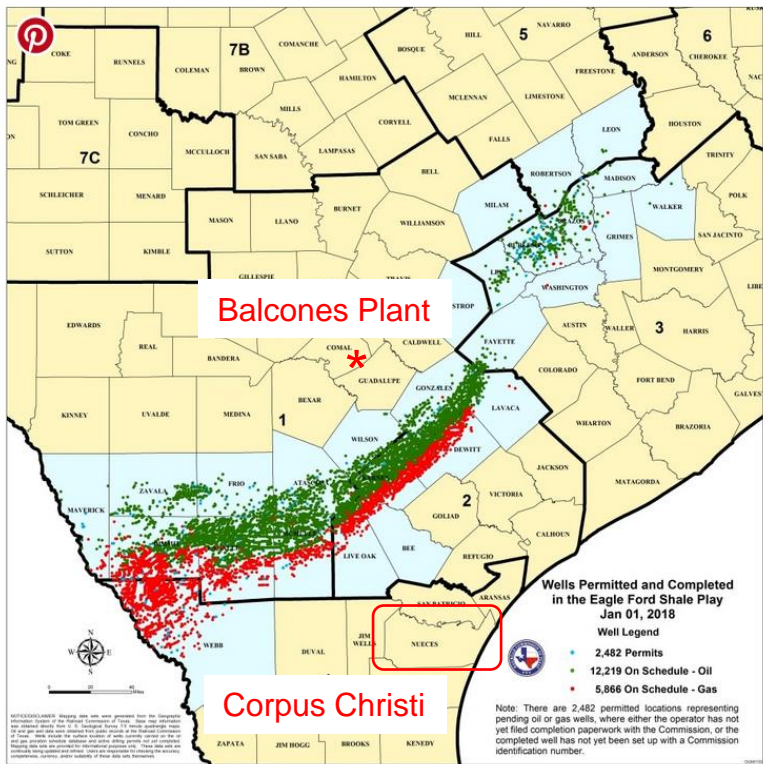 COKE
RUNNELS
COLEMAN
7B
BROWN
COMANCHE
HAMILTON
BOSQUE
HILL
5
NAVARRO
FREESTONE
ANDERSON
6
CHEROKEE
MILLS
MCLENNAN
LIMESTONE
TOM GREEN
CONCHO
MCCULLOCH
SAN SABA
LAMPASAS
CORYELL
FALLS
LEON
HOUSTON
7C
BELL
ROBERTSON
MADISON
TRINITY
SCHLEICHER
MENARD
MASON
LLANO
BURNET
WILLIAMSON
MILAM
WALKER
POLK
SUTTON
KIMBLE
GRIMES
SAN JACINTO
GILLESPIE
MONTGOMERY
WASHINGTON
Balcones Plant
EDWARDS
REAL
BANDERA
COMAL
*
CALDWELL
FAYETTE
AUSTIN
WALLER
3
HARRIS
GUADALUPE
GONZALES
COLORADO
FORT BEND
KINNEY
UVALDE
MEDINA
1
BEXAR
LAVACA
WILSON
WHARTON
BRAZORIA
ZAVALA
FRIO
DEWITT
JACKSON
MATAGORDA
MAVERICK
2
VICTORIA
GOLIAD
CALHOUN
LIVE OAK
BEE
REFUGIO
SAN PATRICIO
ARANSAS
WEBB
DUVAL
JIM
WELLS
NUECES
Corpus Christi
ZAPATA
JIM HOGG
BROOKS
KENEDY
N
W
E
S
Wells Permitted and Completed
in the Eagle Ford Shale Play
Jan 01, 2018
Well Legend
2,482 Permits
12,219 On Schedule - Oil
5,866 On Schedule - Gas
Note: There are 2,482 permitted locations representing
pending oil or gas wells, where either the operator has not
yet filed completion paperwork with the Commission, or the
completed well has not yet been set up with a Commission
identification number.